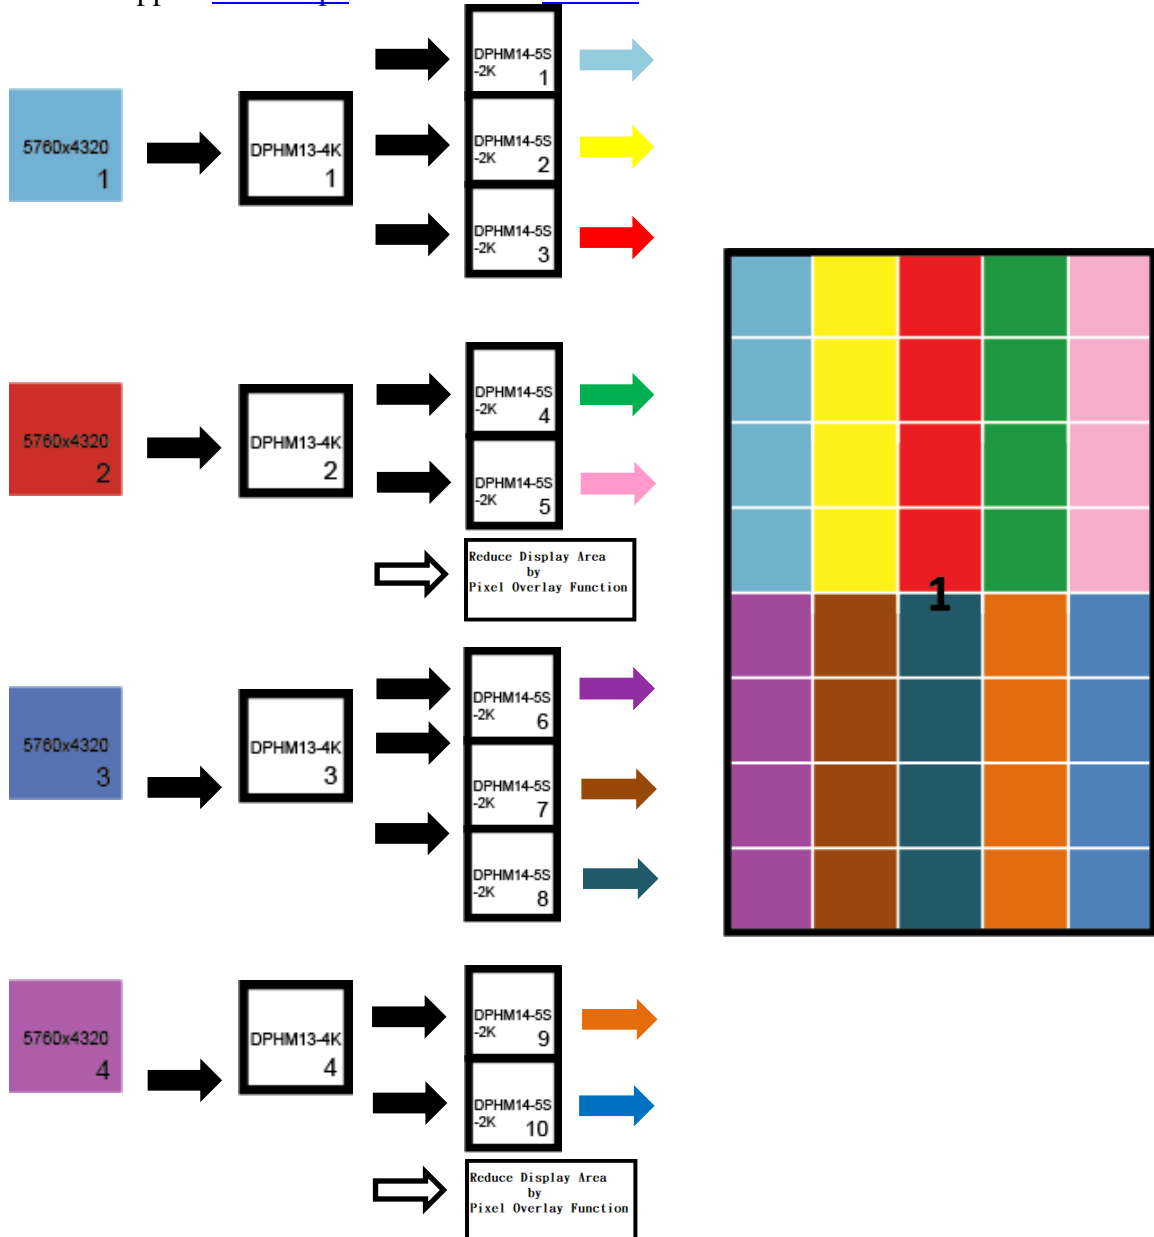 DPHM14-5S
-2K 1
5760x4320
1
DPHM13-4K
1
DPHM14-5S
-2K 2
DPHM14-5S
-2K 3
5760x4320
2
DPHM13-4K
2
DPHM14-5S
-2K 4
DPHM14-5S
-2K 5
Reduce Display Area
by
Pixel Overlay Function
1
5760x4320
3
DPHM13-4K
3
DPHM14-5S
-2K 6
DPHM14-5S
-2K 7
DPHM14-5S
-2K 8
5760x4320
4
DPHM13-4K
4
DPHM14-5S
-2K 9
DPHM14-5S
-2K 10
Reduce Display Area
by
Pixel Overlay Function